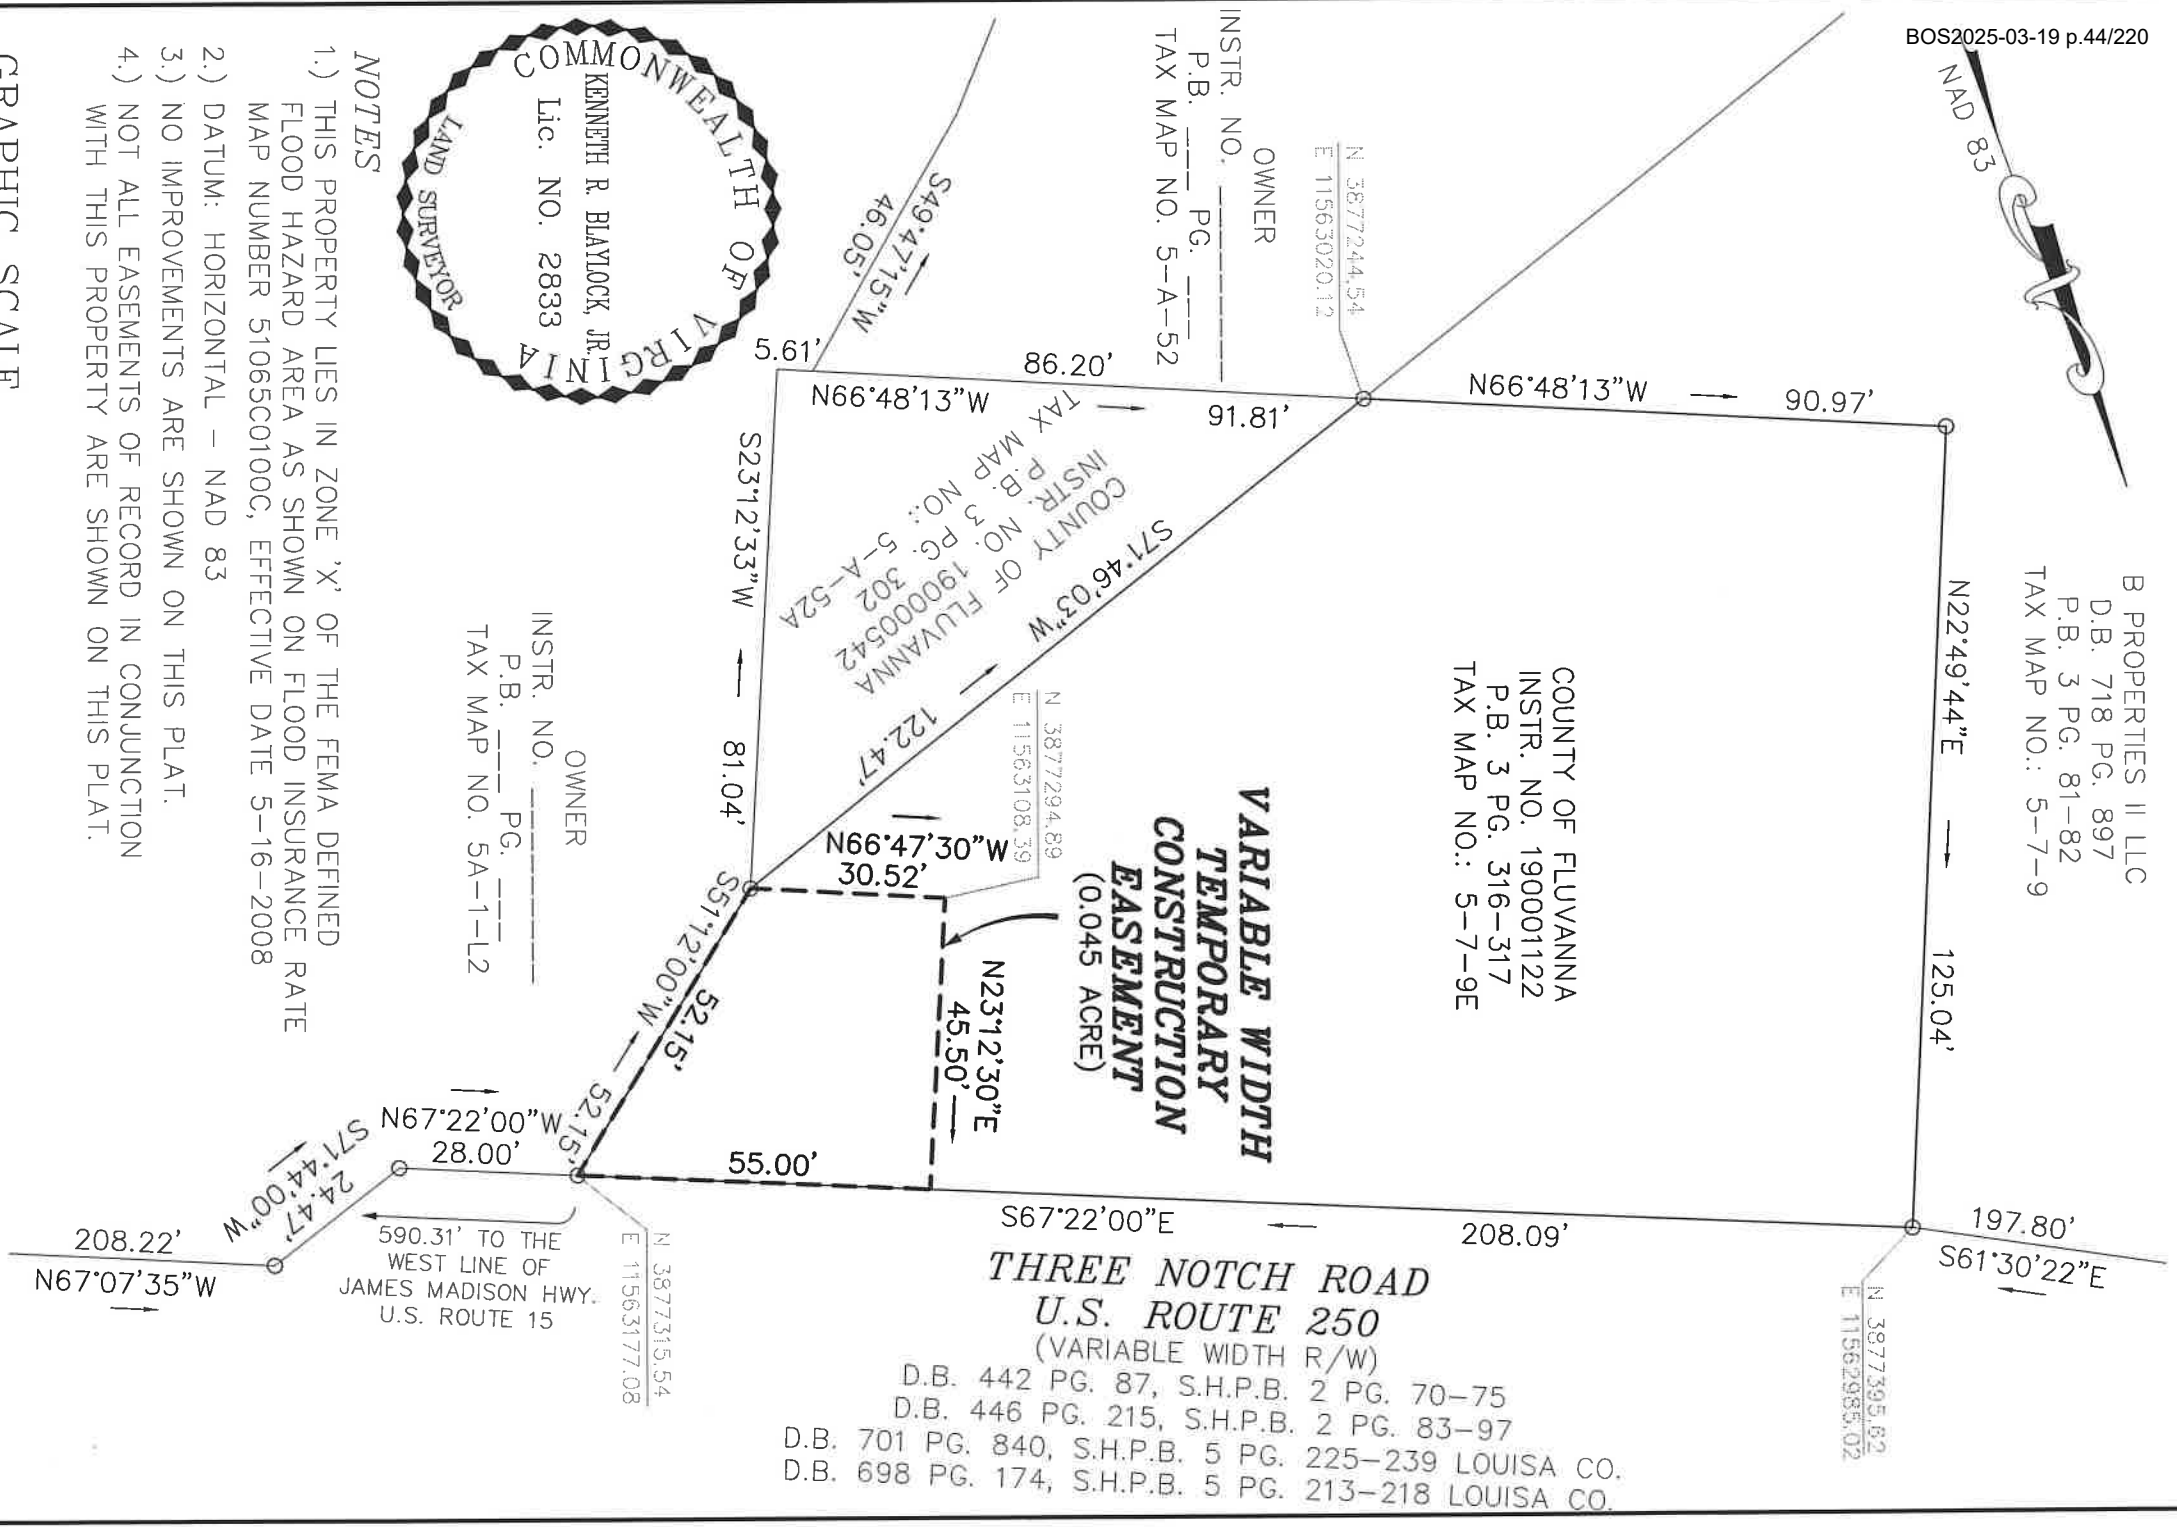 BOS2025-03-19 p.44/220
NAD 83
B PROPERTIES II LLC
D.B. 718 PG. 897
P.B. 3 PG. 81-82
TAX MAP NO.: 5-7-9
INSTR. NO. ___________
P.B. ____ PG. ____
TAX MAP NO. 5-A-52
OWNER
N 3877244.54
E 11563020.12
COMMONWEALTH OF VIRGINIA
KENNETH R. BLAYLOCK, JR.
Lic. NO. 2833
LAND SURVEYOR
S49°47'15"W
46.05'
5.61'
86.20'
N66°48'13"W
91.81'
N66°48'13"W
90.97'
N22°49'44"E
125.04'
S23°12'33"W
81.04'
COUNTY OF FLUVANNA
INSTR. NO. 190000542
P.B. 3 PG. 302
TAX MAP NO.: 5-A-52A
S71°46'03"W
122.47'
COUNTY OF FLUVANNA
INSTR. NO. 190001122
P.B. 3 PG. 316-317
TAX MAP NO.: 5-7-9E
N 3877294.89
E 11563108.39
N66°47'30"W
30.52'
VARIABLE WIDTH
TEMPORARY
CONSTRUCTION
EASEMENT
(0.045 ACRE)
N23°12'30"E
45.50'
S51°12'00"W
52.15'
52.15'
55.00'
OWNER
INSTR. NO. ___________
P.B. ____ PG. ____
TAX MAP NO. 5A-1-L2
N67°22'00"W
28.00'
S71°44'00"W
24.47'
208.22'
N67°07'35"W
590.31' TO THE
WEST LINE OF
JAMES MADISON HWY.
U.S. ROUTE 15
N 3877315.54
E 11563177.08
S67°22'00"E
208.09'
197.80'
S61°30'22"E
N 3877395.62
E 11562985.02
THREE NOTCH ROAD
U.S. ROUTE 250
(VARIABLE WIDTH R/W)
D.B. 442 PG. 87, S.H.P.B. 2 PG. 70-75
D.B. 446 PG. 215, S.H.P.B. 2 PG. 83-97
D.B. 701 PG. 840, S.H.P.B. 5 PG. 225-239 LOUISA CO.
D.B. 698 PG. 174, S.H.P.B. 5 PG. 213-218 LOUISA CO.
NOTES
1.) THIS PROPERTY LIES IN ZONE 'X' OF THE FEMA DEFINED
FLOOD HAZARD AREA AS SHOWN ON FLOOD INSURANCE RATE
MAP NUMBER 51065C0100C, EFFECTIVE DATE 5-16-2008
2.) DATUM: HORIZONTAL - NAD 83
3.) NO IMPROVEMENTS ARE SHOWN ON THIS PLAT.
4.) NOT ALL EASEMENTS OF RECORD IN CONJUNCTION
WITH THIS PROPERTY ARE SHOWN ON THIS PLAT.
GRAPHIC SCALE